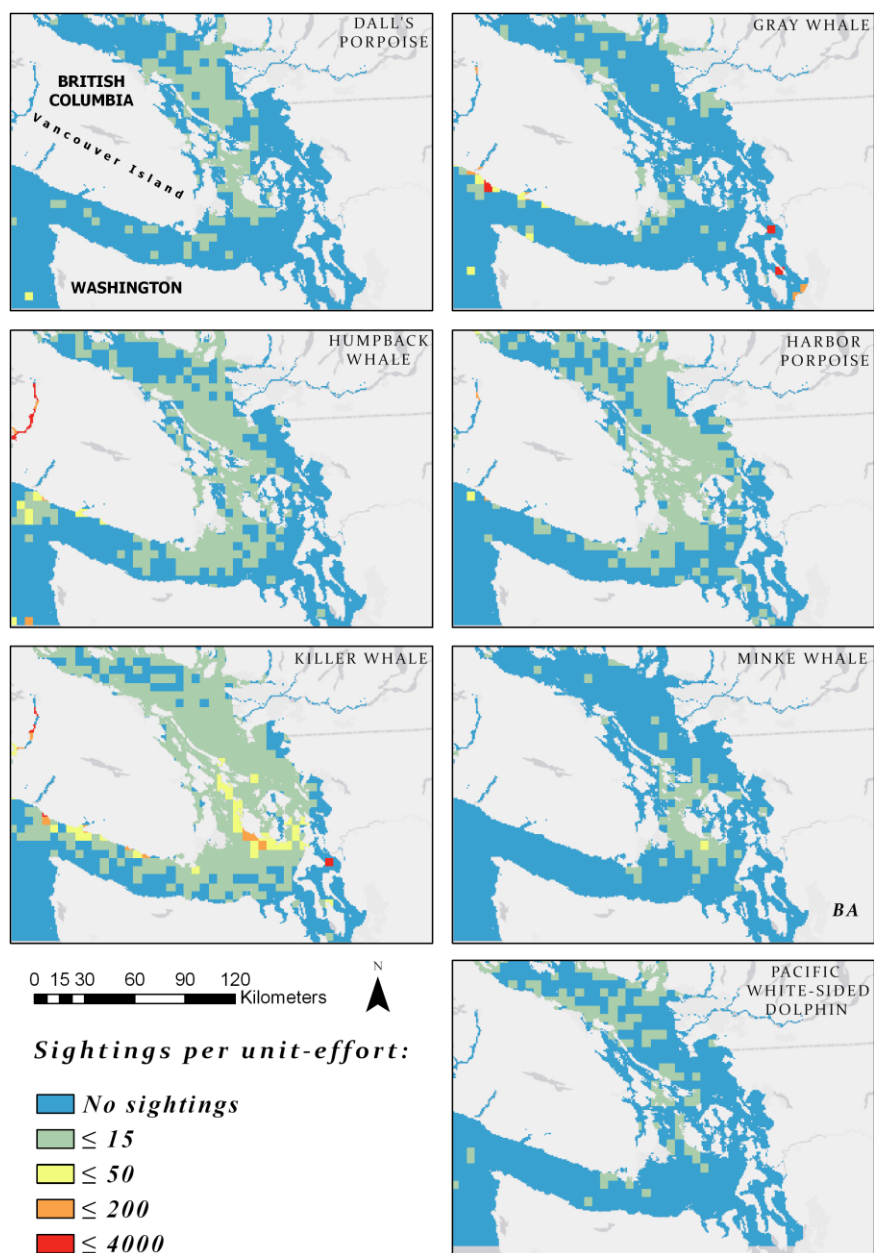 DALL'S
PORPOISE
BRITISH
COLUMBIA
Vancouver Island
WASHINGTON
GRAY WHALE
HUMPBACK
WHALE
HARBOR
PORPOISE
KILLER WHALE
MINKE WHALE
BA
0 15 30 60 90 120
Kilometers
N
PACIFIC
WHITE-SIDED
DOLPHIN
Sightings per unit-effort:
No sightings
≤ 15
≤ 50
≤ 200
≤ 4000